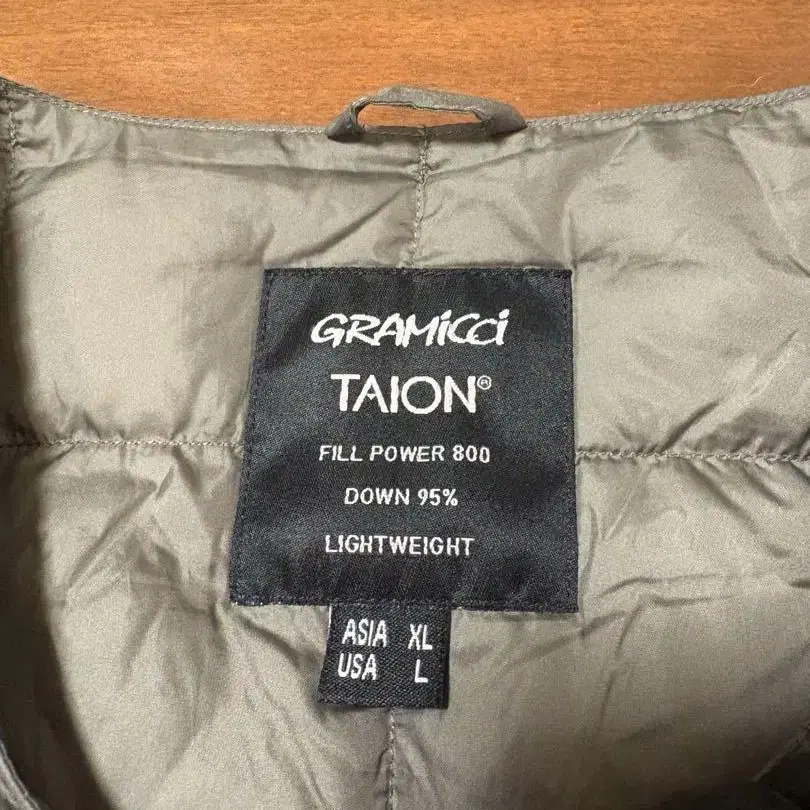 GRAMiCCi
TAION®
FILL POWER 800
DOWN 95%
LIGHTWEIGHT
ASIA XL
USA L